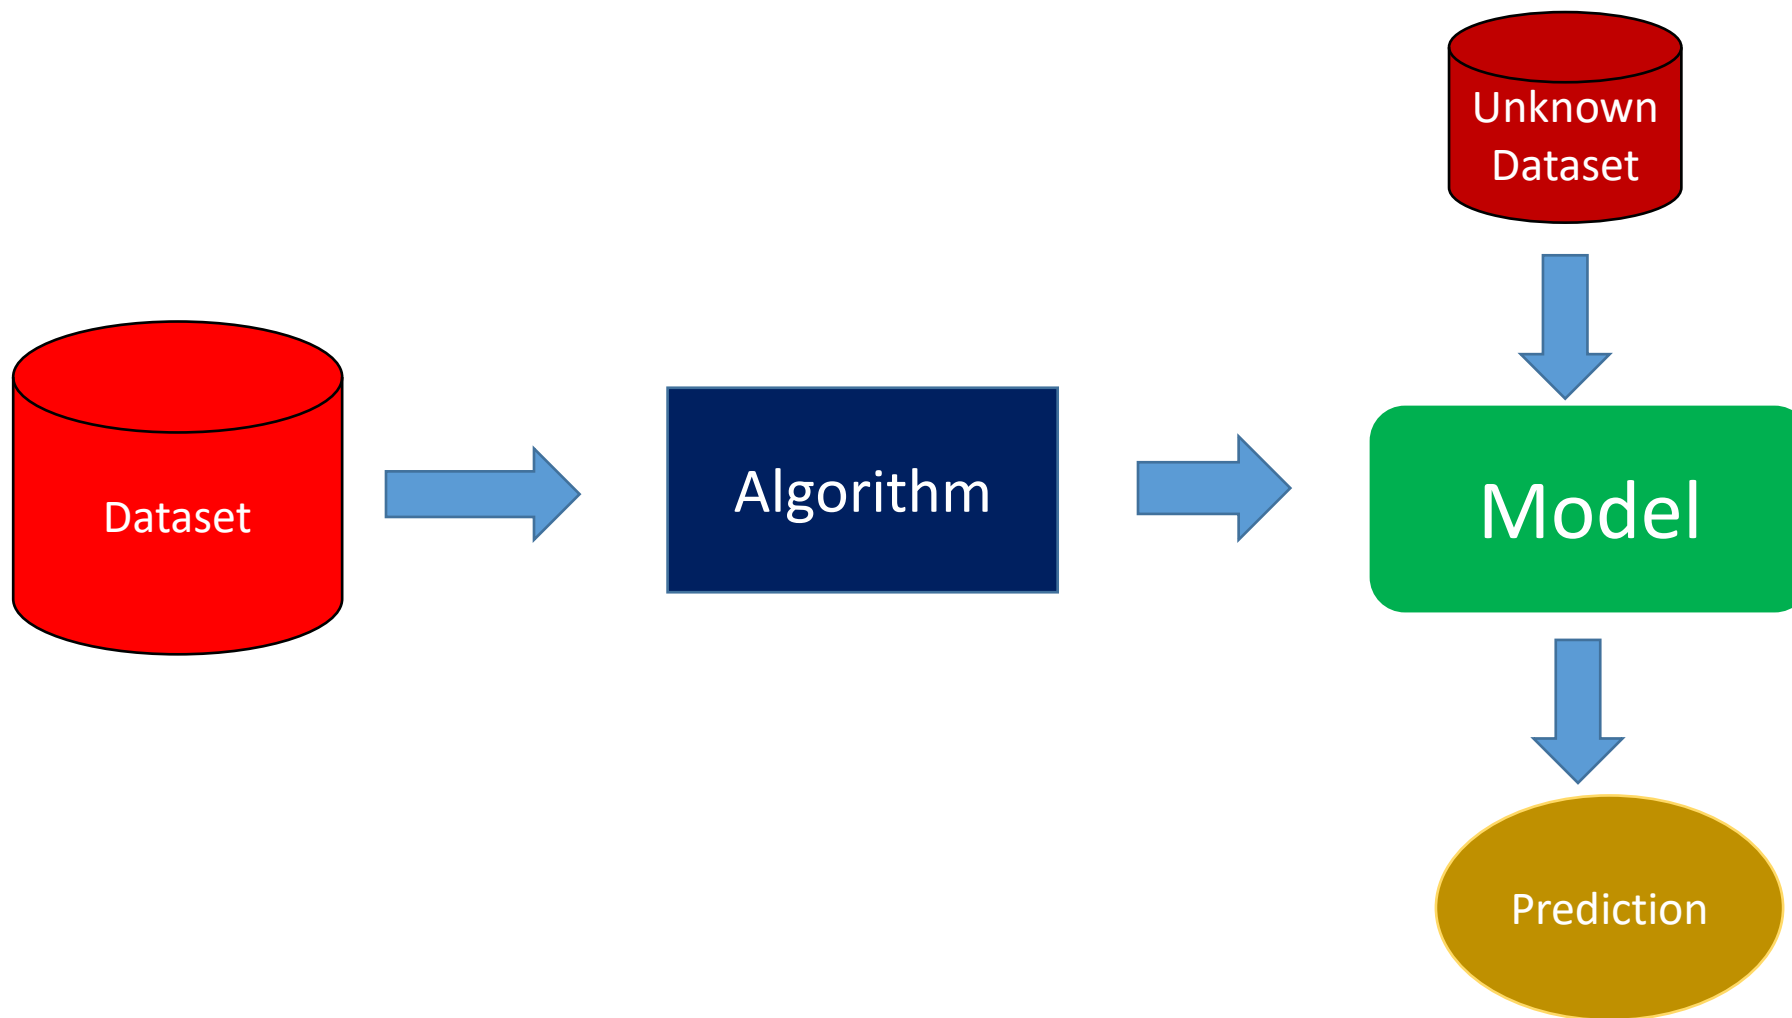 Unknown
Dataset
Dataset
Algorithm
Model
Prediction